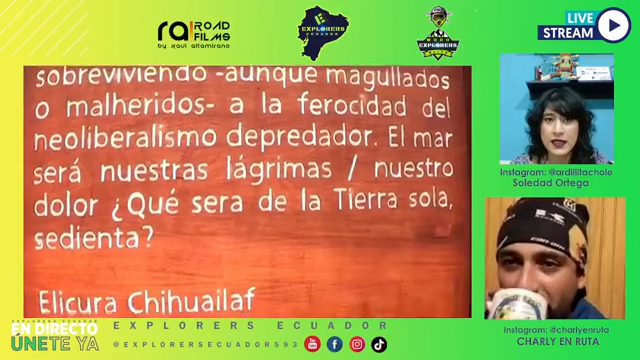 ra ROAD
FILMS
by raul altamirano
EXPLORERS
ECUADOR
EXPLORERS
LIVE
STREAM
sobreviviendo -aunque magullados
o malheridos- a la ferocidad del
neoliberalismo depredador. El mar
será nuestras lágrimas / nuestro
dolor ¿Qué sera de la Tierra sola,
sedienta?
Elicura Chihuailaf
Instagram: @ardillitachole
Soledad Ortega
Instagram: @charlyenruta
CHARLY EN RUTA
EXPLORERS ECUADOR
EN DIRECTO
ÚNETE YA
EXPLORERS ECUADOR
@EXPLORERSECUADOR593